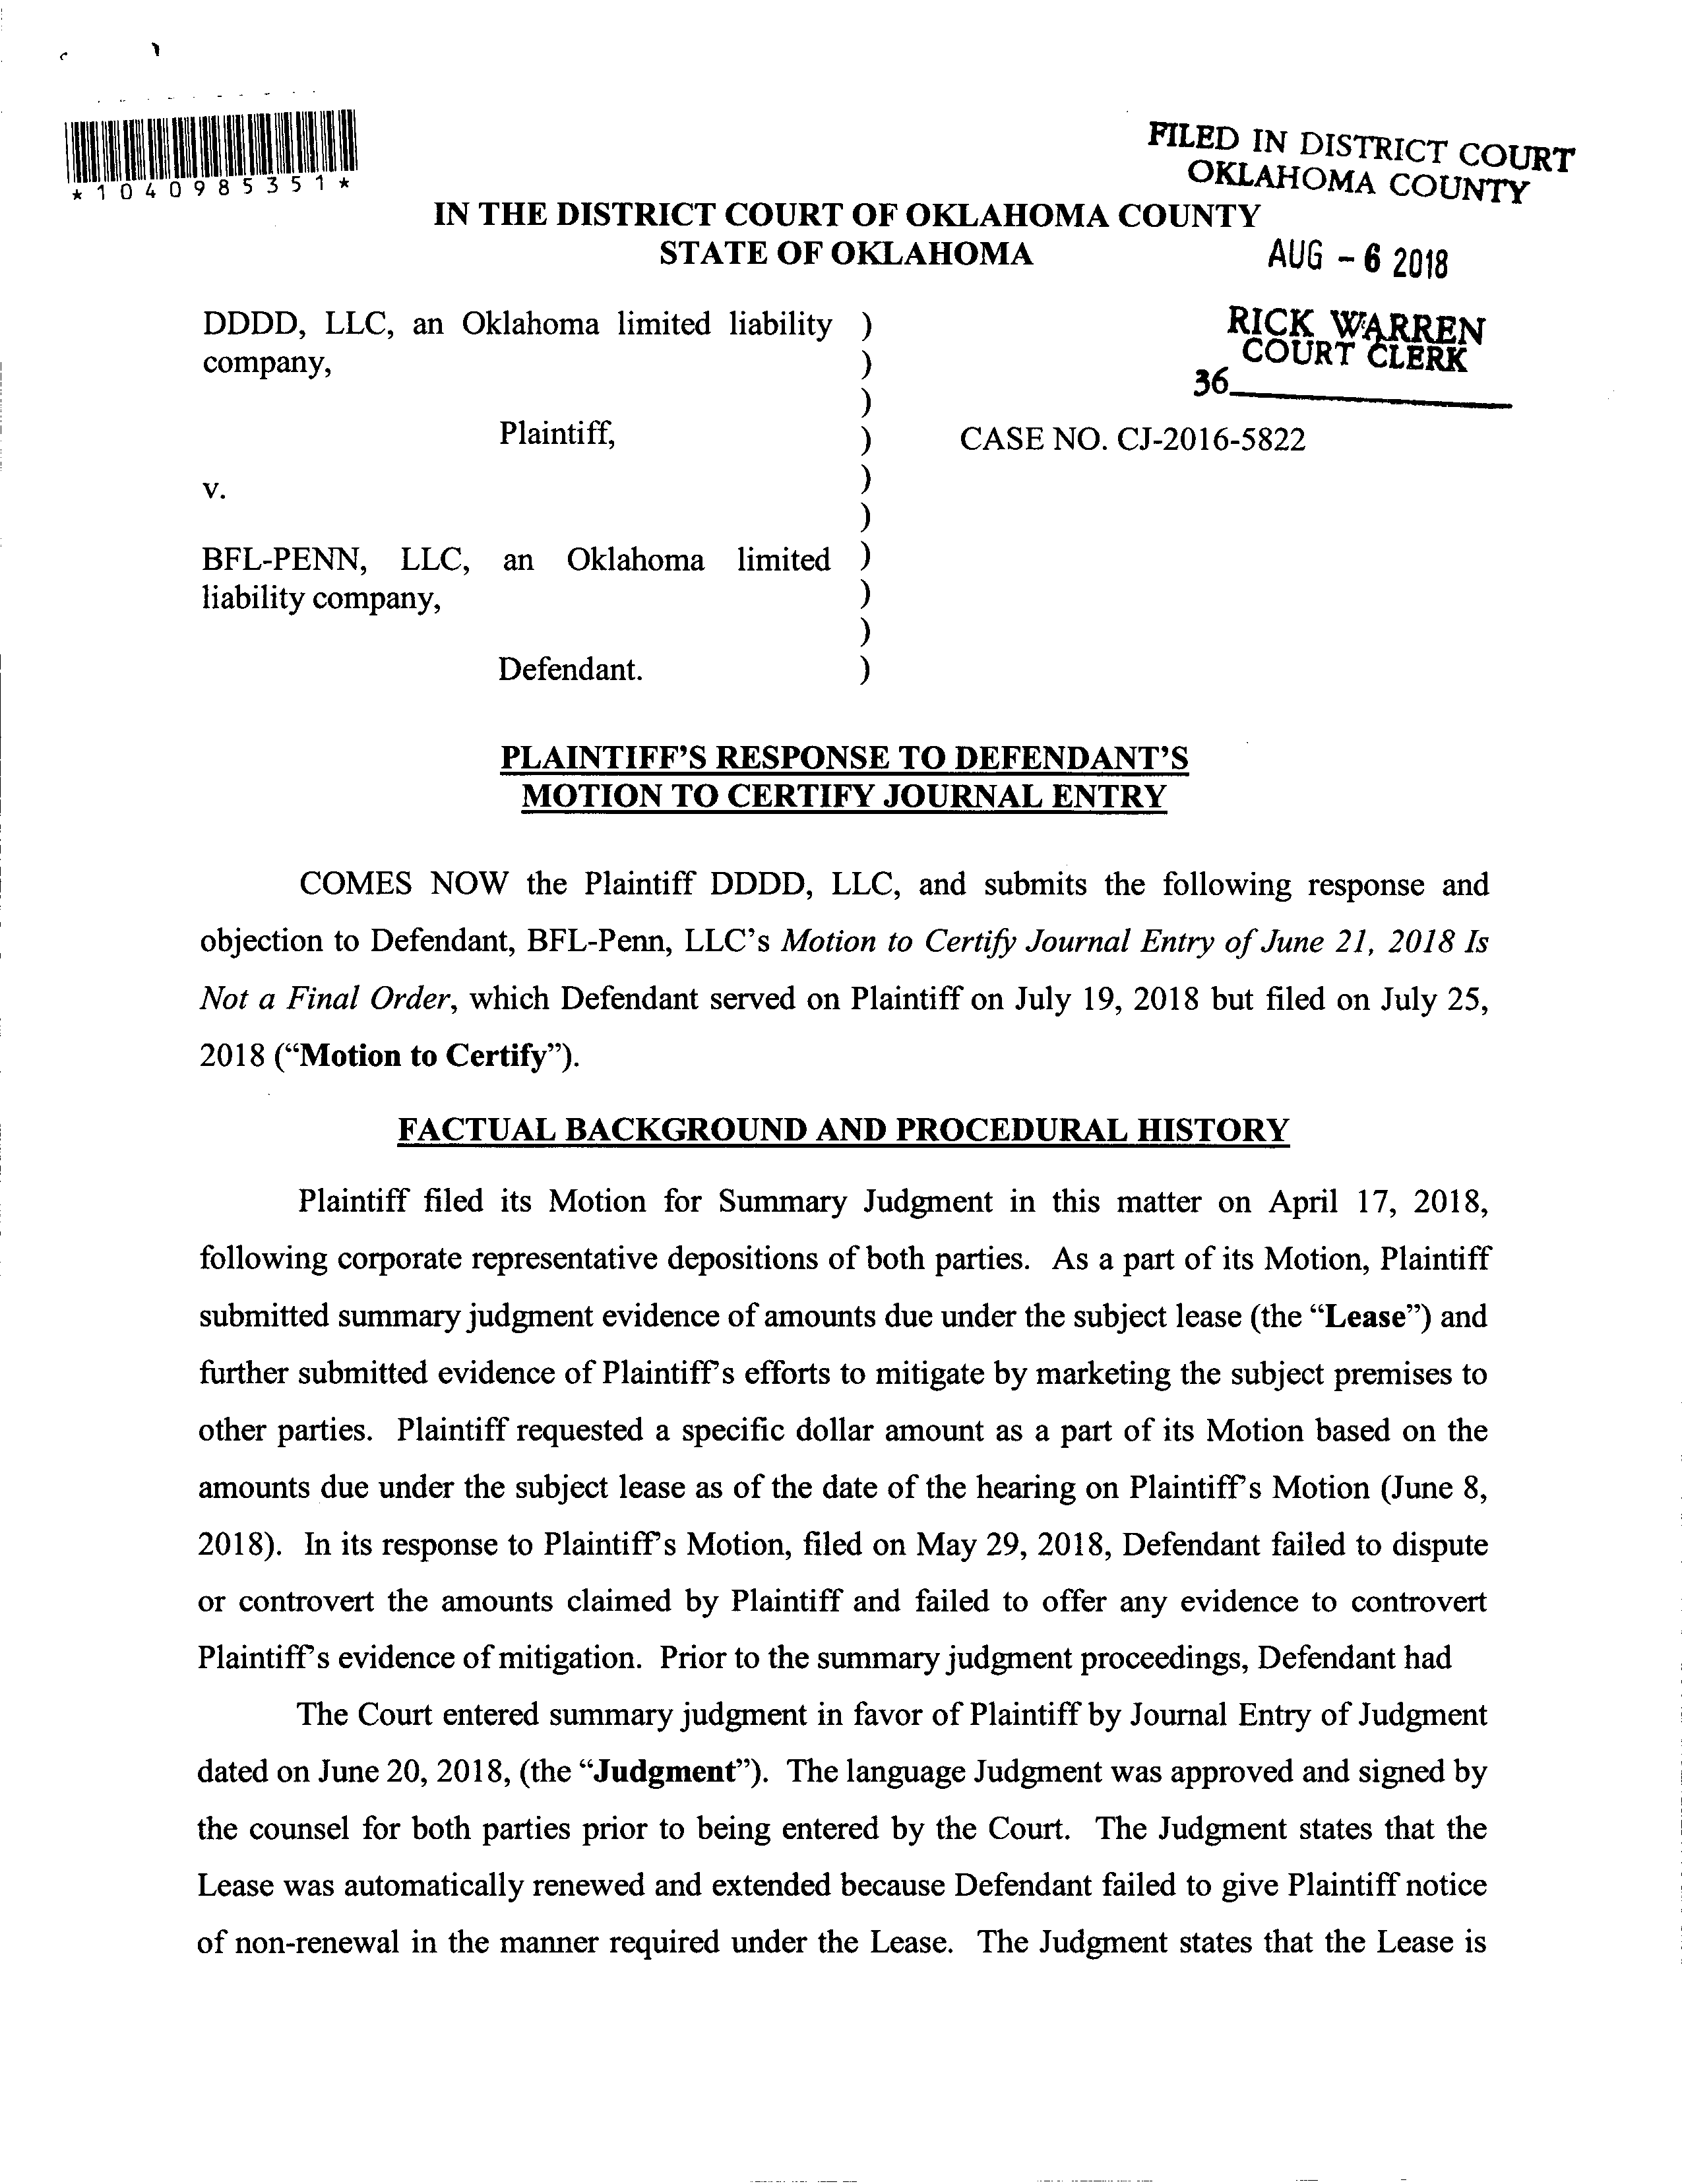 *1040985351*
FILED IN DISTRICT COURT
OKLAHOMA COUNTY
IN THE DISTRICT COURT OF OKLAHOMA COUNTY
STATE OF OKLAHOMA
AUG - 6 2018
RICK WARREN
COURT CLERK
36
DDDD, LLC, an Oklahoma limited liability )
company, )
)
Plaintiff, ) CASE NO. CJ-2016-5822
)
v.
)
BFL-PENN, LLC, an Oklahoma limited )
liability company, )
)
Defendant. )
PLAINTIFF'S RESPONSE TO DEFENDANT'S
MOTION TO CERTIFY JOURNAL ENTRY
COMES NOW the Plaintiff DDDD, LLC, and submits the following response and
objection to Defendant, BFL-Penn, LLC's Motion to Certify Journal Entry of June 21, 2018 Is
Not a Final Order, which Defendant served on Plaintiff on July 19, 2018 but filed on July 25,
2018 (“Motion to Certify”).
FACTUAL BACKGROUND AND PROCEDURAL HISTORY
Plaintiff filed its Motion for Summary Judgment in this matter on April 17, 2018,
following corporate representative depositions of both parties. As a part of its Motion, Plaintiff
submitted summary judgment evidence of amounts due under the subject lease (the “Lease”) and
further submitted evidence of Plaintiff's efforts to mitigate by marketing the subject premises to
other parties. Plaintiff requested a specific dollar amount as a part of its Motion based on the
amounts due under the subject lease as of the date of the hearing on Plaintiff's Motion (June 8,
2018). In its response to Plaintiff's Motion, filed on May 29, 2018, Defendant failed to dispute
or controvert the amounts claimed by Plaintiff and failed to offer any evidence to controvert
Plaintiff's evidence of mitigation. Prior to the summary judgment proceedings, Defendant had
The Court entered summary judgment in favor of Plaintiff by Journal Entry of Judgment
dated on June 20, 2018, (the “Judgment”). The language Judgment was approved and signed by
the counsel for both parties prior to being entered by the Court. The Judgment states that the
Lease was automatically renewed and extended because Defendant failed to give Plaintiff notice
of non-renewal in the manner required under the Lease. The Judgment states that the Lease is